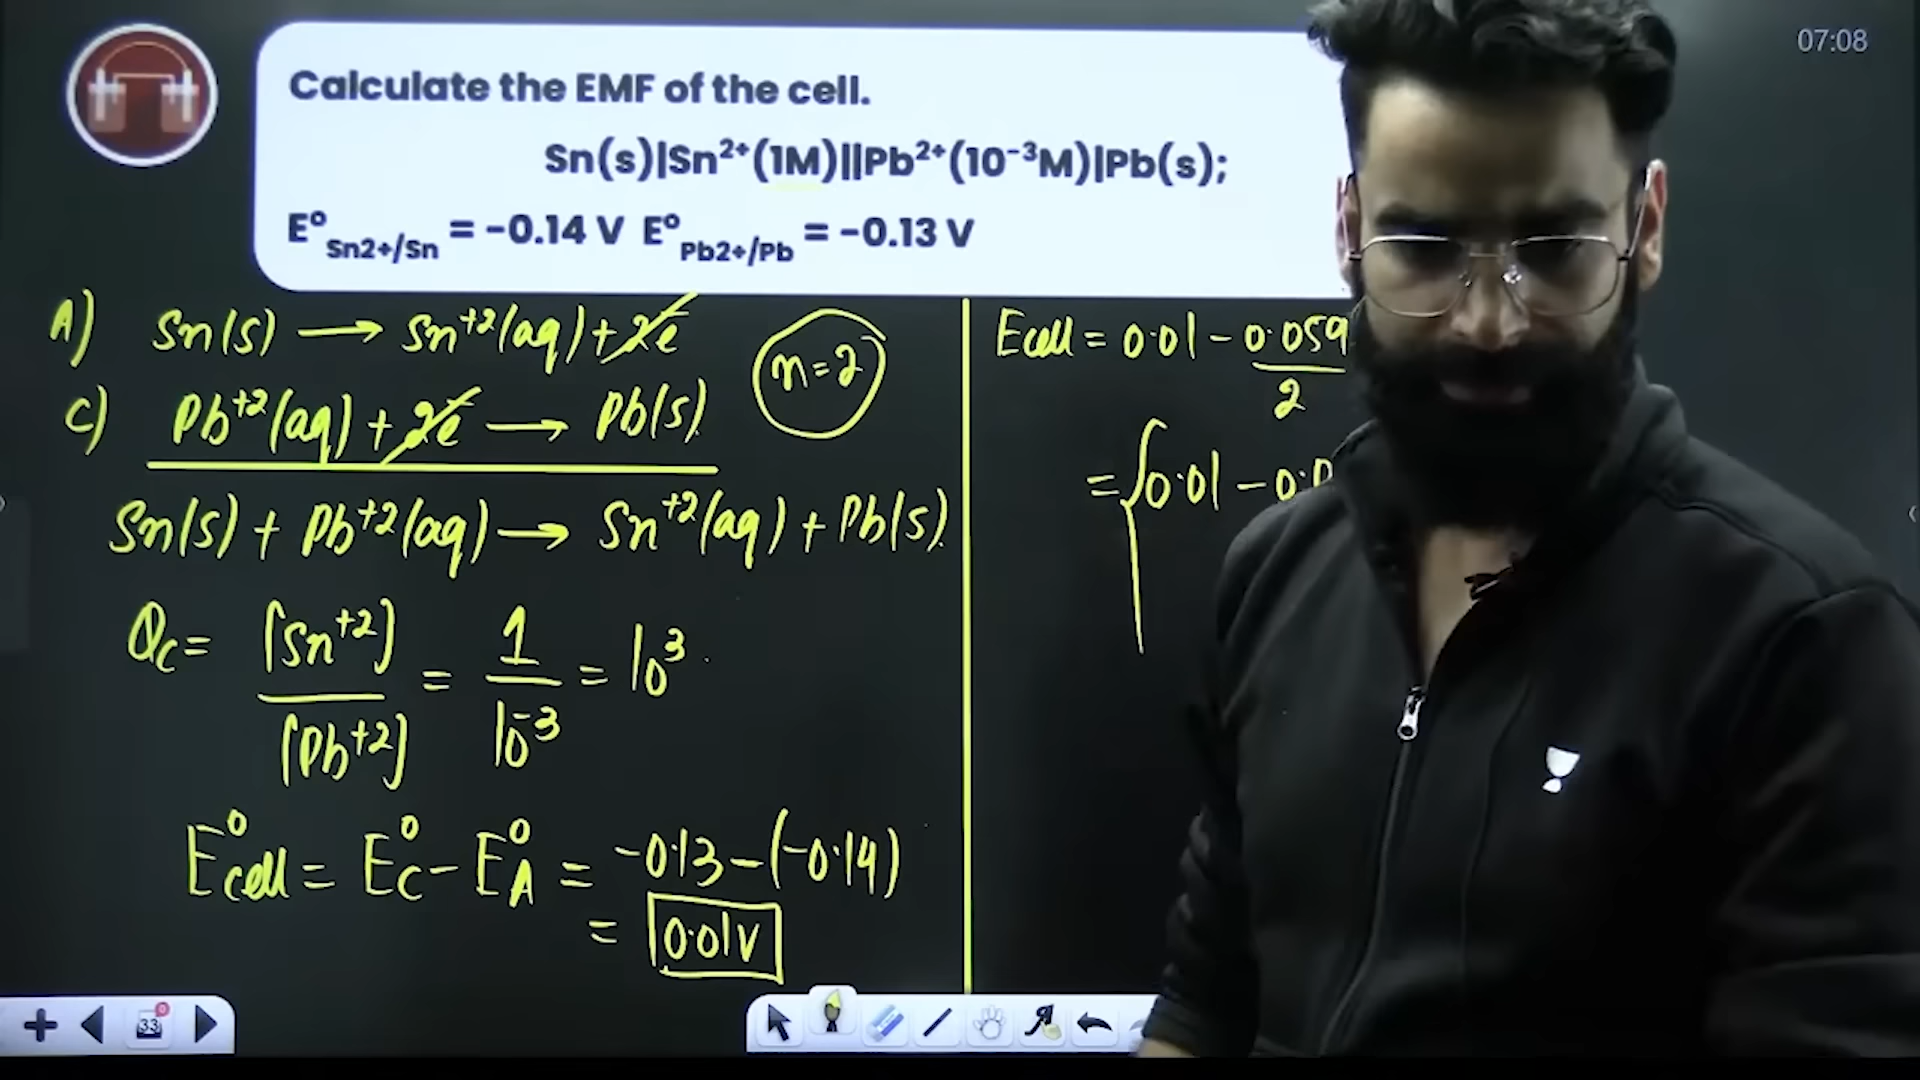 07:08
Calculate the EMF of the cell.
Sn(s)|Sn²⁺(1M)||Pb²⁺(10⁻³M)|Pb(s);
E°Sn2+/Sn = −0.14 V E°Pb2+/Pb = −0.13 V
A) Sn(s) → Sn⁺²(aq) + 2e⁻
C) Pb⁺²(aq) + 2e⁻ → Pb(s).
n=2
Sn(s) + Pb⁺²(aq) → Sn⁺²(aq) + Pb(s).
Qc = [Sn⁺²]/[Pb⁺²] = 1/10⁻³ = 10³
E°cell = E°C − E°A = −0.13 − (−0.14)
= 0.01V
Ecell = 0.01 − 0.059/2
= 0.01 − 0.0
33
0